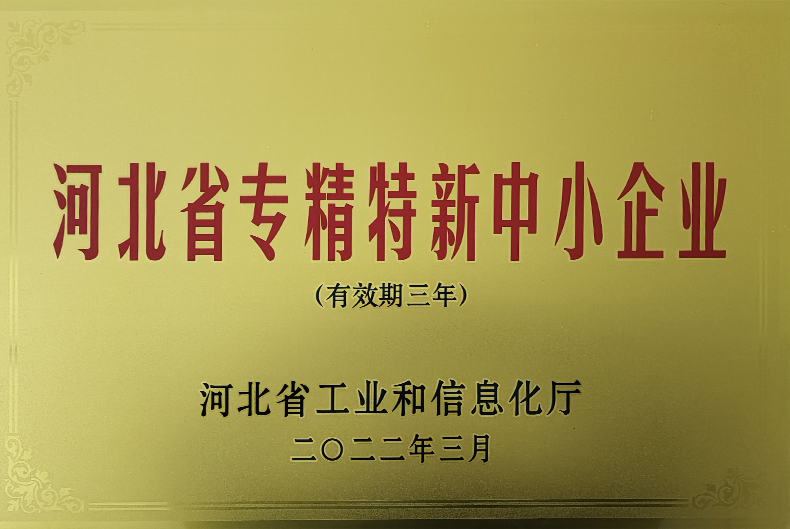 河北省专精特新中小企业
（有效期三年）
河北省工业和信息化厅
二〇二二年三月